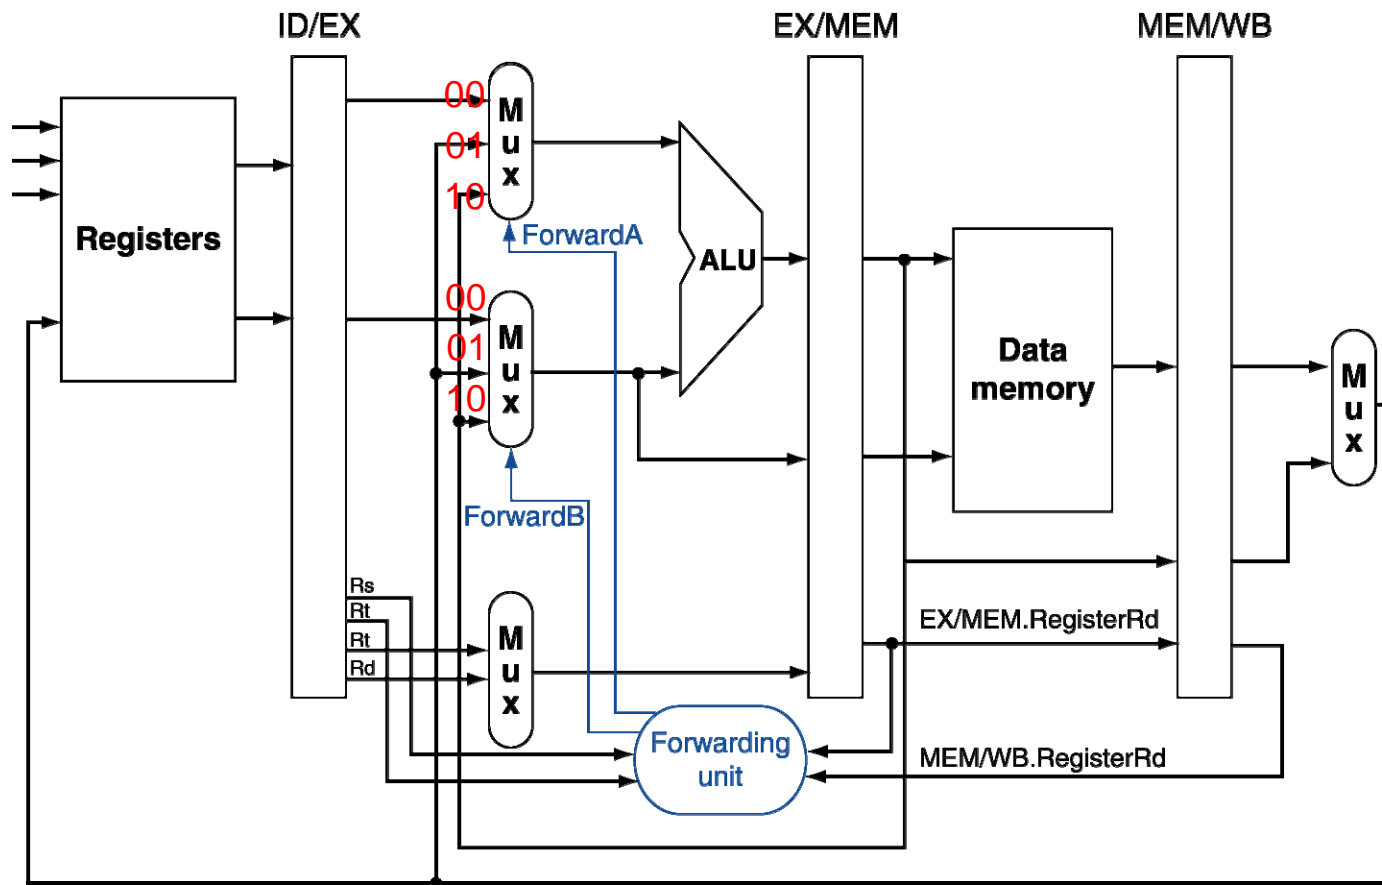 ID/EX
EX/MEM
MEM/WB
00
01
10
M
u
x
Registers
ForwardA
ALU
00
01
10
M
u
x
Data
memory
M
u
x
ForwardB
Rs
Rt
Rt
Rd
M
u
x
EX/MEM.RegisterRd
Forwarding
unit
MEM/WB.RegisterRd